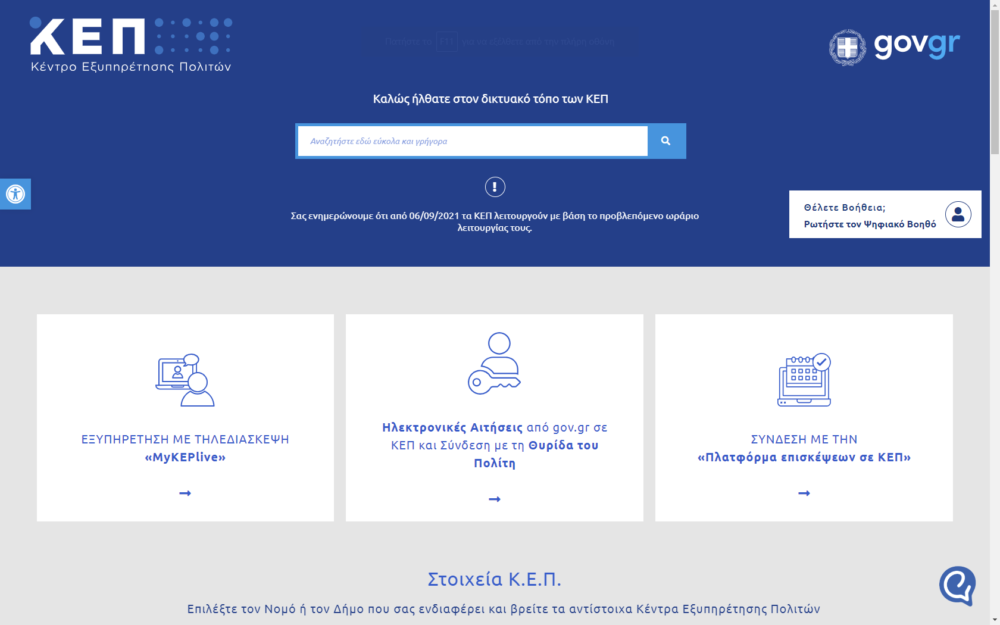 ΚΕΠ
Κέντρο Εξυπηρέτησης Πολιτών
Πατήστε το F11 για να εξέλθετε από την πλήρη οθόνη
govgr
Καλώς ήλθατε στον δικτυακό τόπο των ΚΕΠ
Αναζητήστε εδώ εύκολα και γρήγορα
Σας ενημερώνουμε ότι από 06/09/2021 τα ΚΕΠ λειτουργούν με βάση το προβλεπόμενο ωράριο
λειτουργίας τους.
Θέλετε Βοήθεια;
Ρωτήστε τον Ψηφιακό Βοηθό
ΕΞΥΠΗΡΕΤΗΣΗ ΜΕ ΤΗΛΕΔΙΑΣΚΕΨΗ
«MyKEPlive»
Ηλεκτρονικές Αιτήσεις από gov.gr σε
ΚΕΠ και Σύνδεση με τη Θυρίδα του
Πολίτη
ΣΥΝΔΕΣΗ ΜΕ ΤΗΝ
«Πλατφόρμα επισκέψεων σε ΚΕΠ»
Στοιχεία Κ.Ε.Π.
Επιλέξτε τον Νομό ή τον Δήμο που σας ενδιαφέρει και βρείτε τα αντίστοιχα Κέντρα Εξυπηρέτησης Πολιτών